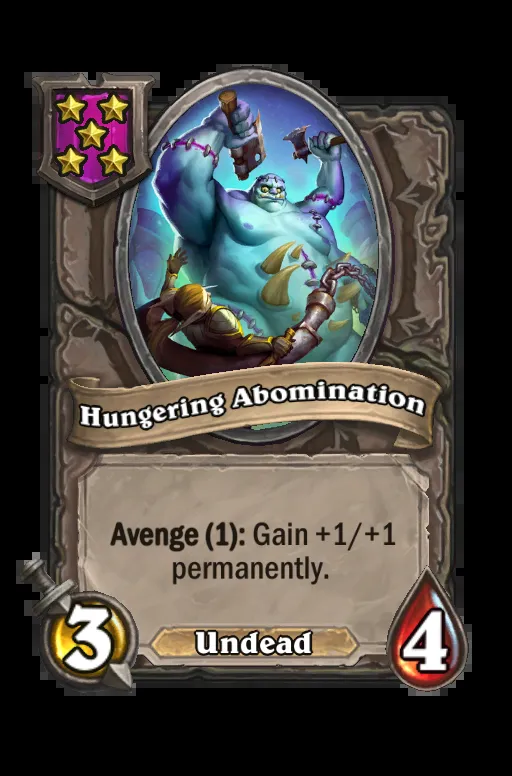 Hungering Abomination
Avenge (1): Gain +1/+1
permanently.
3
Undead
4